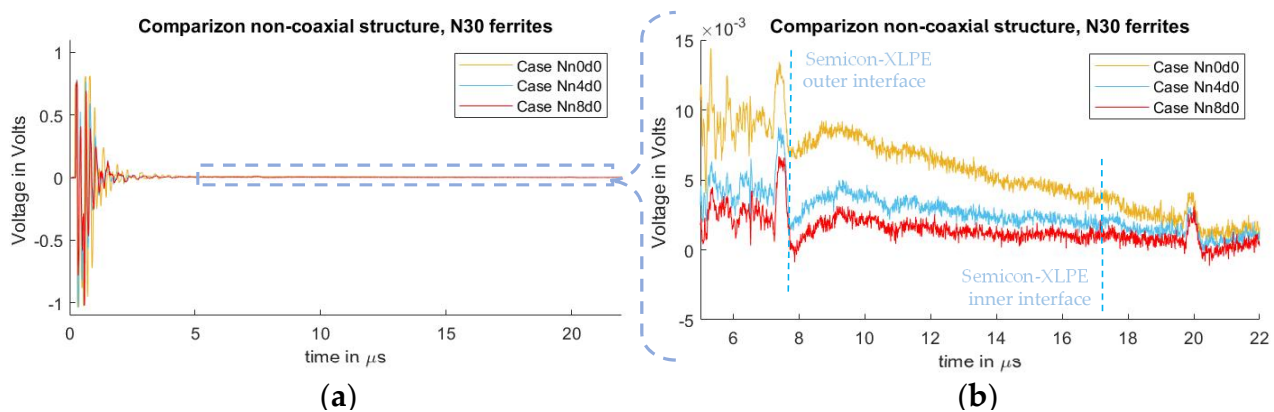 Comparizon non-coaxial structure, N30 ferrites
1
0.5
0
-0.5
-1
Voltage in Volts
Case Nn0d0
Case Nn4d0
Case Nn8d0
0
5
10
15
20
time in μs
(a)
Comparizon non-coaxial structure, N30 ferrites
×10⁻³
15
10
5
0
-5
Voltage in Volts
Semicon-XLPE
outer interface
Case Nn0d0
Case Nn4d0
Case Nn8d0
Semicon-XLPE
inner interface
6
8
10
12
14
16
18
20
22
time in μs
(b)